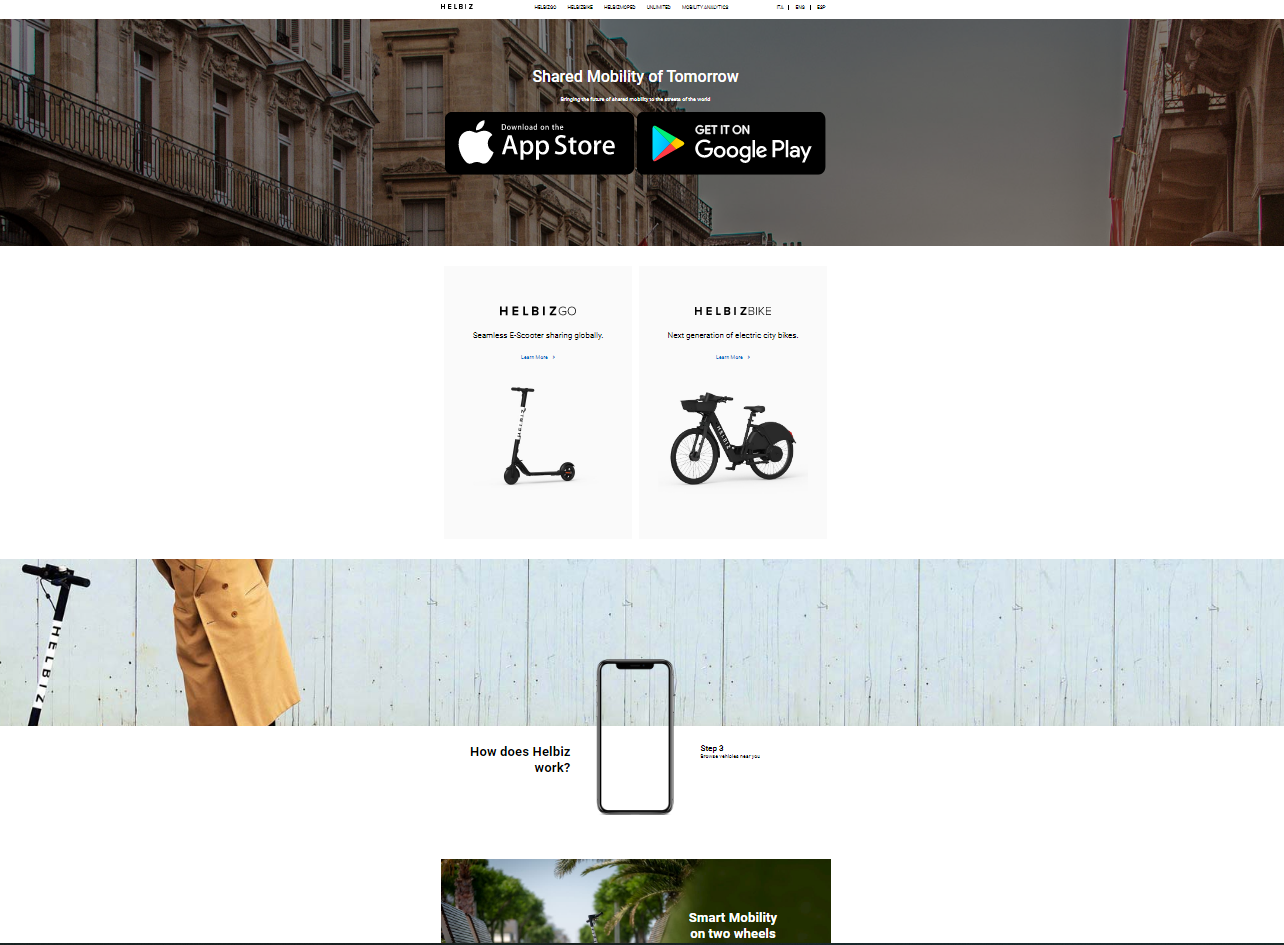 HELBIZ
HELBIZGO HELBIZBIKE HELBIZMOPED UNLIMITED MOBILITY ANALYTICS
ITA | ENG | ESP
Shared Mobility of Tomorrow
Bringing the future of shared mobility to the streets of the world
Download on the
App Store
GET IT ON
Google Play
HELBIZGO
Seamless E-Scooter sharing globally.
Learn More >
HELBIZ
HELBIZBIKE
Next generation of electric city bikes.
Learn More >
HELBIZ
HELBIZ
How does Helbiz
work?
Step 3
Browse vehicles near you
Smart Mobility
on two wheels